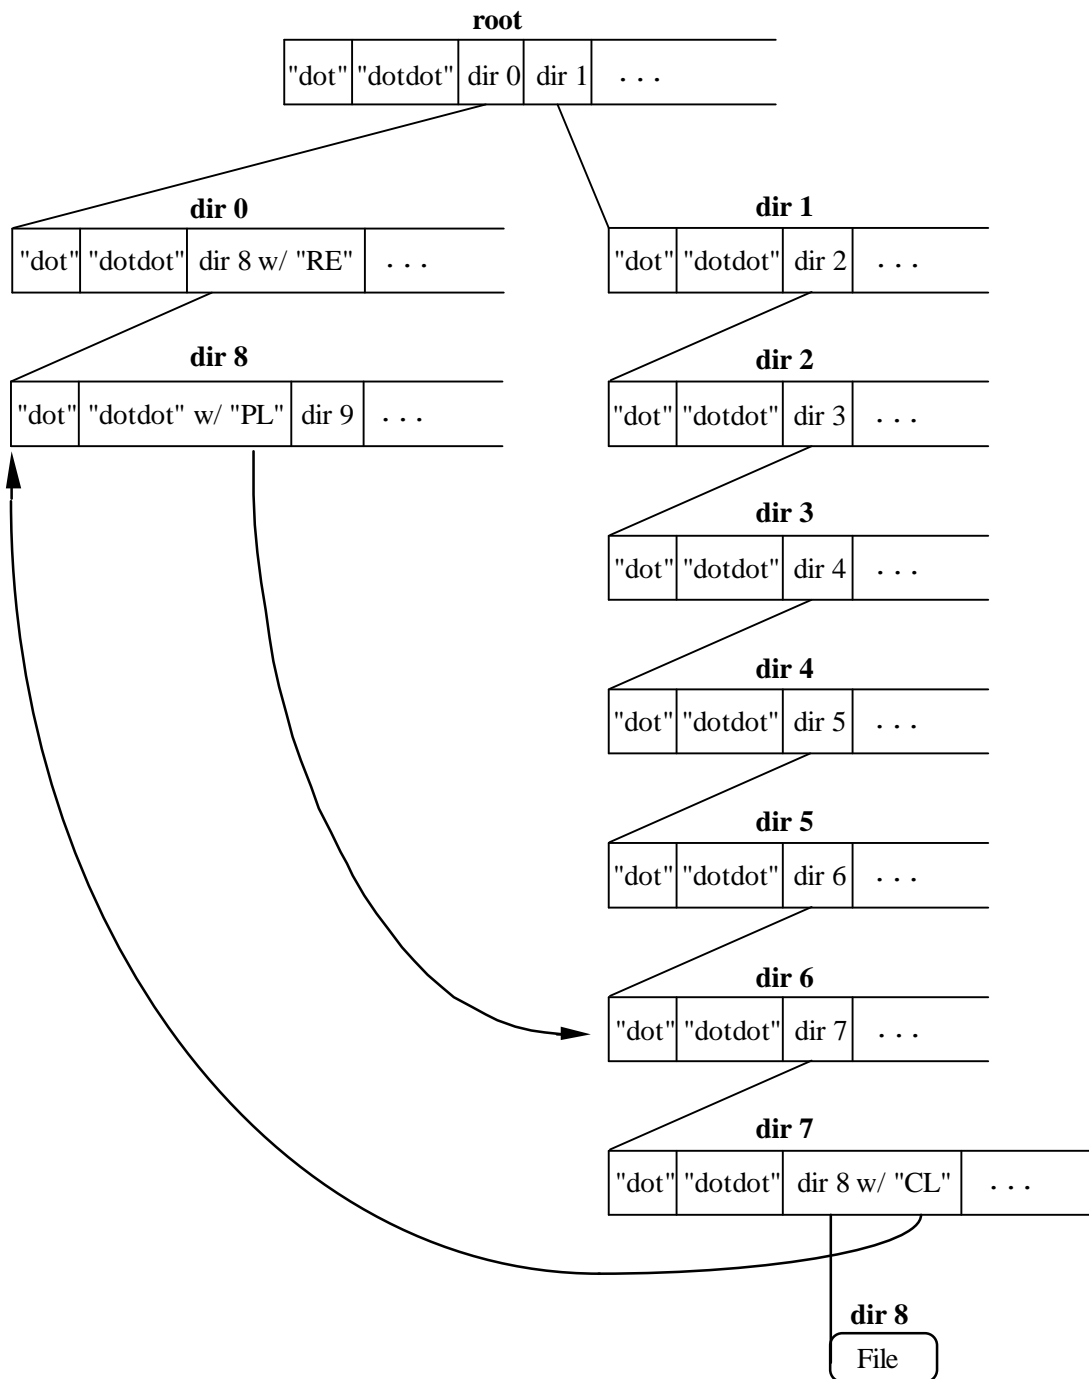 root
"dot" "dotdot" dir 0 dir 1 . . .
dir 0
dir 1
"dot" "dotdot" dir 8 w/ "RE" . . .
"dot" "dotdot" dir 2 . . .
dir 8
dir 2
"dot" "dotdot" w/ "PL" dir 9 . . .
"dot" "dotdot" dir 3 . . .
dir 3
"dot" "dotdot" dir 4 . . .
dir 4
"dot" "dotdot" dir 5 . . .
dir 5
"dot" "dotdot" dir 6 . . .
dir 6
"dot" "dotdot" dir 7 . . .
dir 7
"dot" "dotdot" dir 8 w/ "CL" . . .
dir 8
File